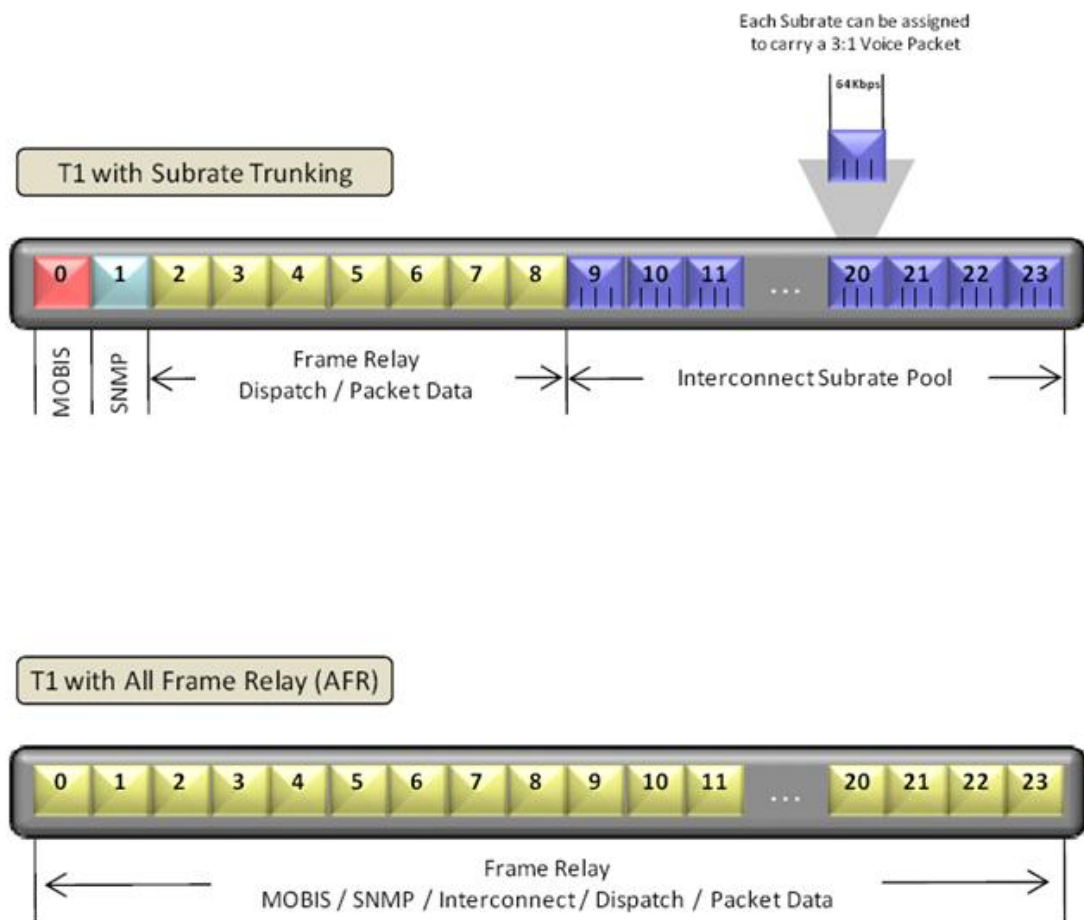 Each Subrate can be assigned
to carry a 3:1 Voice Packet
64Kbps
T1 with Subrate Trunking
0 1 2 3 4 5 6 7 8 9 10 11 ... 20 21 22 23
MOBIS
SNMP
Frame Relay
Dispatch / Packet Data
Interconnect Subrate Pool
T1 with All Frame Relay (AFR)
0 1 2 3 4 5 6 7 8 9 10 11 ... 20 21 22 23
Frame Relay
MOBIS / SNMP / Interconnect / Dispatch / Packet Data